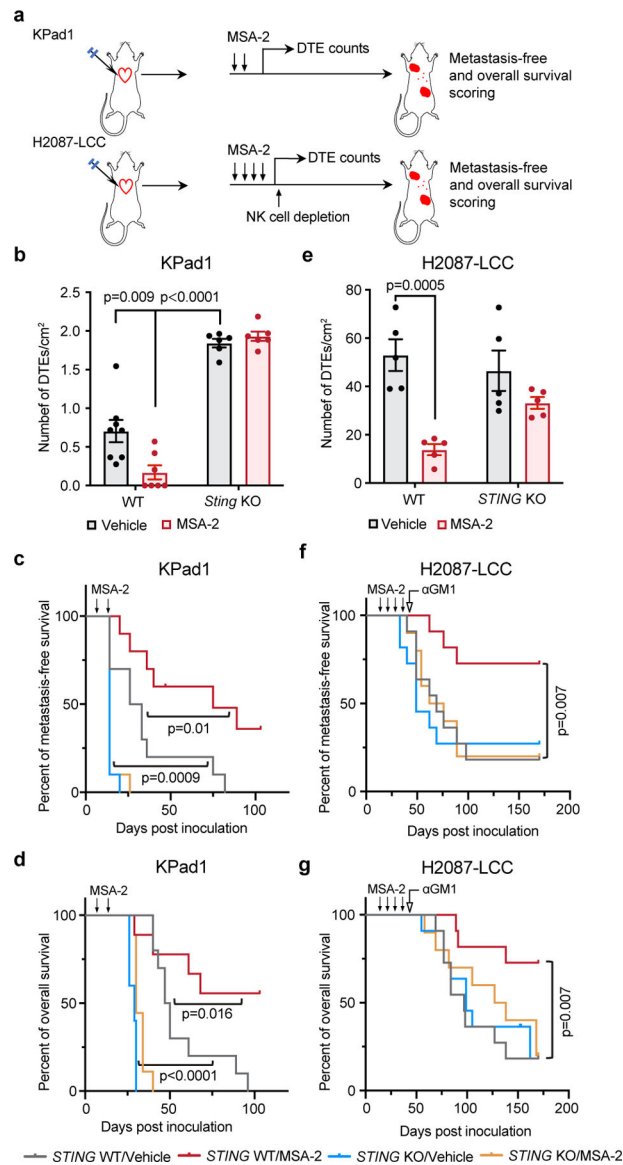 a
KPad1
MSA-2
DTE counts
Metastasis-free
and overall survival
scoring
H2087-LCC
MSA-2
DTE counts
Metastasis-free
and overall survival
scoring
NK cell depletion
b
KPad1
p=0.009 p<0.0001
Numbef of DTEs/cm²
2.5
2.0
1.5
1.0
0.5
0.0
WT
Sting KO
Vehicle
MSA-2
e
H2087-LCC
p=0.0005
Numbef of DTEs/cm²
80
60
40
20
0
WT
STING KO
Vehicle
MSA-2
c
KPad1
MSA-2
Percent of metastasis-free survival
100
50
0
p=0.01
p=0.0009
0 50 100
Days post inoculation
f
H2087-LCC
MSA-2 αGM1
Percent of metastasis-free survival
100
50
0
p=0.007
0 50 100 150 200
Days post inoculation
d
KPad1
MSA-2
Percent of overall survival
100
50
0
p=0.016
p<0.0001
0 50 100
Days post inoculation
g
H2087-LCC
MSA-2 αGM1
Percent of overall survival
100
50
0
p=0.007
0 50 100 150 200
Days post inoculation
STING WT/Vehicle STING WT/MSA-2 STING KO/Vehicle STING KO/MSA-2